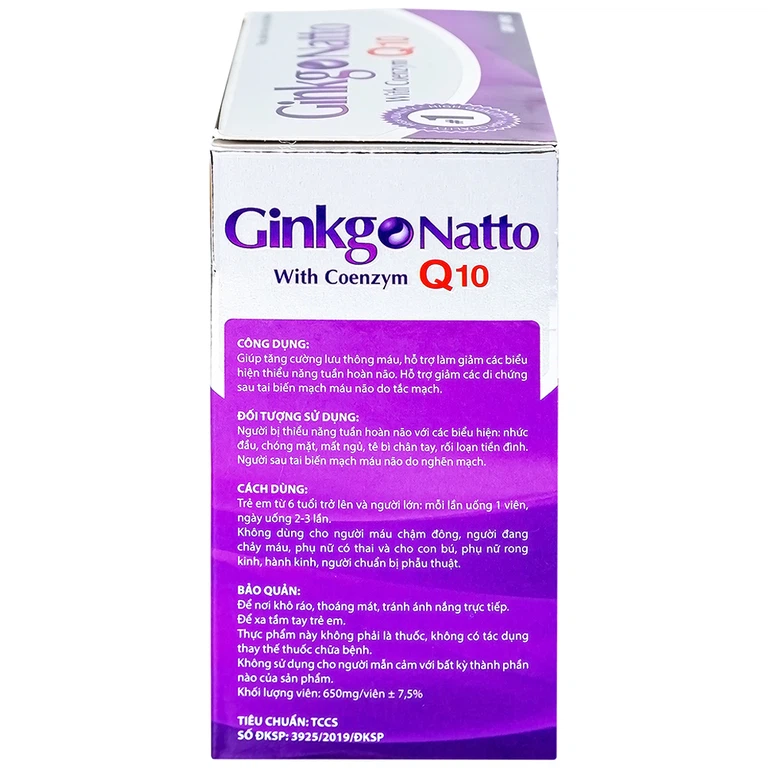 Ginkgo Natto
With Coenzym Q10
#1
Ginkgo Natto
With Coenzym Q10
CÔNG DỤNG:
Giúp tăng cường lưu thông máu, hỗ trợ làm giảm các biểu
hiện thiểu năng tuần hoàn não. Hỗ trợ giảm các di chứng
sau tai biến mạch máu não do tắc mạch.
ĐỐI TƯỢNG SỬ DỤNG:
Người bị thiểu năng tuần hoàn não với các biểu hiện: nhức
đầu, chóng mặt, mất ngủ, tê bì chân tay, rối loạn tiền đình.
Người sau tai biến mạch máu não do nghẽn mạch.
CÁCH DÙNG:
Trẻ em từ 6 tuổi trở lên và người lớn: mỗi lần uống 1 viên,
ngày uống 2-3 lần.
Không dùng cho người máu chậm đông, người đang
chảy máu, phụ nữ có thai và cho con bú, phụ nữ rong
kinh, hành kinh, người chuẩn bị phẫu thuật.
BẢO QUẢN:
Để nơi khô ráo, thoáng mát, tránh ánh nắng trực tiếp.
Để xa tầm tay trẻ em.
Thực phẩm này không phải là thuốc, không có tác dụng
thay thế thuốc chữa bệnh.
Không sử dụng cho người mẫn cảm với bất kỳ thành phần
nào của sản phẩm.
Khối lượng viên: 650mg/viên ± 7,5%
TIÊU CHUẨN: TCCS
SỐ ĐKSP: 3925/2019/ĐKSP